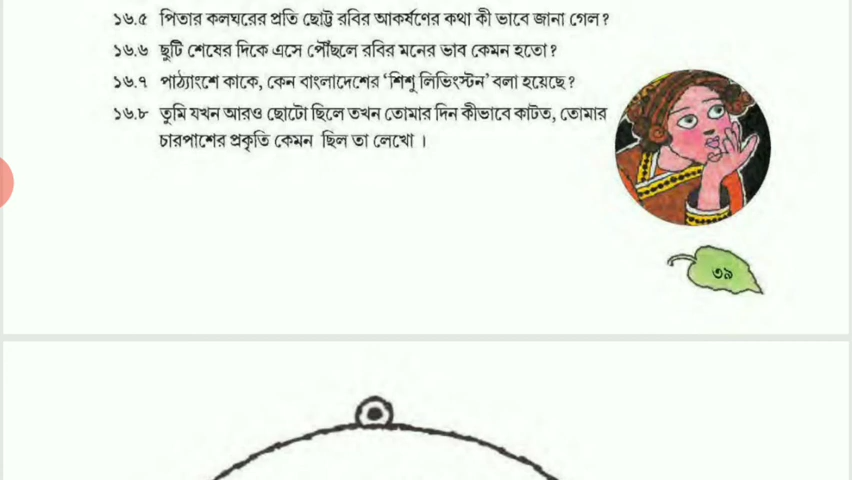 ১৬.৫ পিতার কলঘরের প্রতি ছোট্ট রবির আকর্ষণের কথা কী ভাবে জানা গেল?
১৬.৬ ছুটি শেষের দিকে এসে পৌঁছলে রবির মনের ভাব কেমন হতো?
১৬.৭ পাঠ্যাংশে কাকে, কেন বাংলাদেশের ‘শিশু লিভিংস্টন’ বলা হয়েছে?
১৬.৮ তুমি যখন আরও ছোটো ছিলে তখন তোমার দিন কীভাবে কাটত, তোমার
চারপাশের প্রকৃতি কেমন ছিল তা লেখো।
৩৯